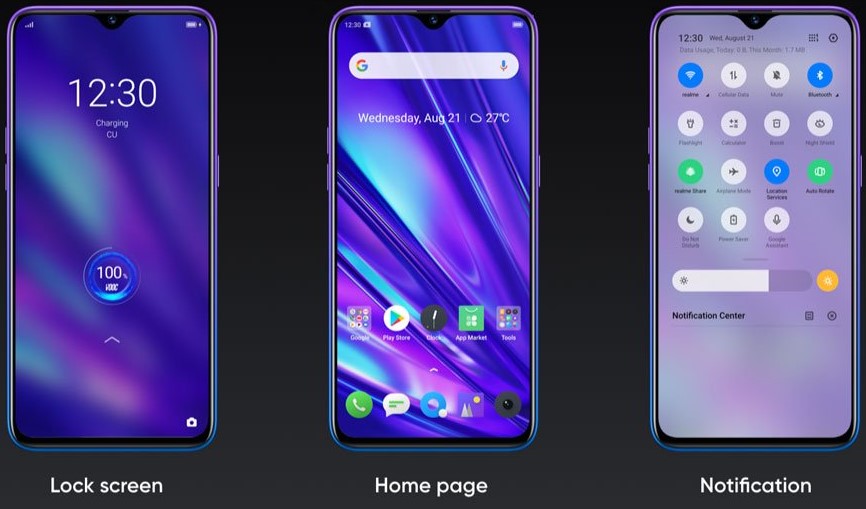 12:30
Charging
CU
100%
VOOC
Lock screen
12:30
Wednesday, Aug 21 | 27°C
Google Play Store Clock App Market Tools
Home page
12:30 Wed, August 21
Data Usage: Today: 0 B, This Month: 1.7 MB
realme Cellular Data Mute Bluetooth
Flashlight Calculator Boost Night Shield
realme Share Airplane Mode Location Services Auto Rotate
Do Not Disturb Power Saver Google Assistant
Notification Center
Notification